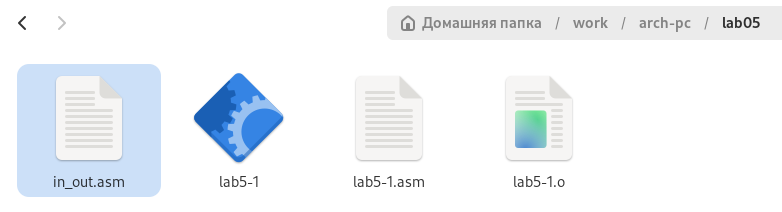 Домашняя папка / work / arch-pc / lab05
in_out.asm lab5-1 lab5-1.asm lab5-1.o